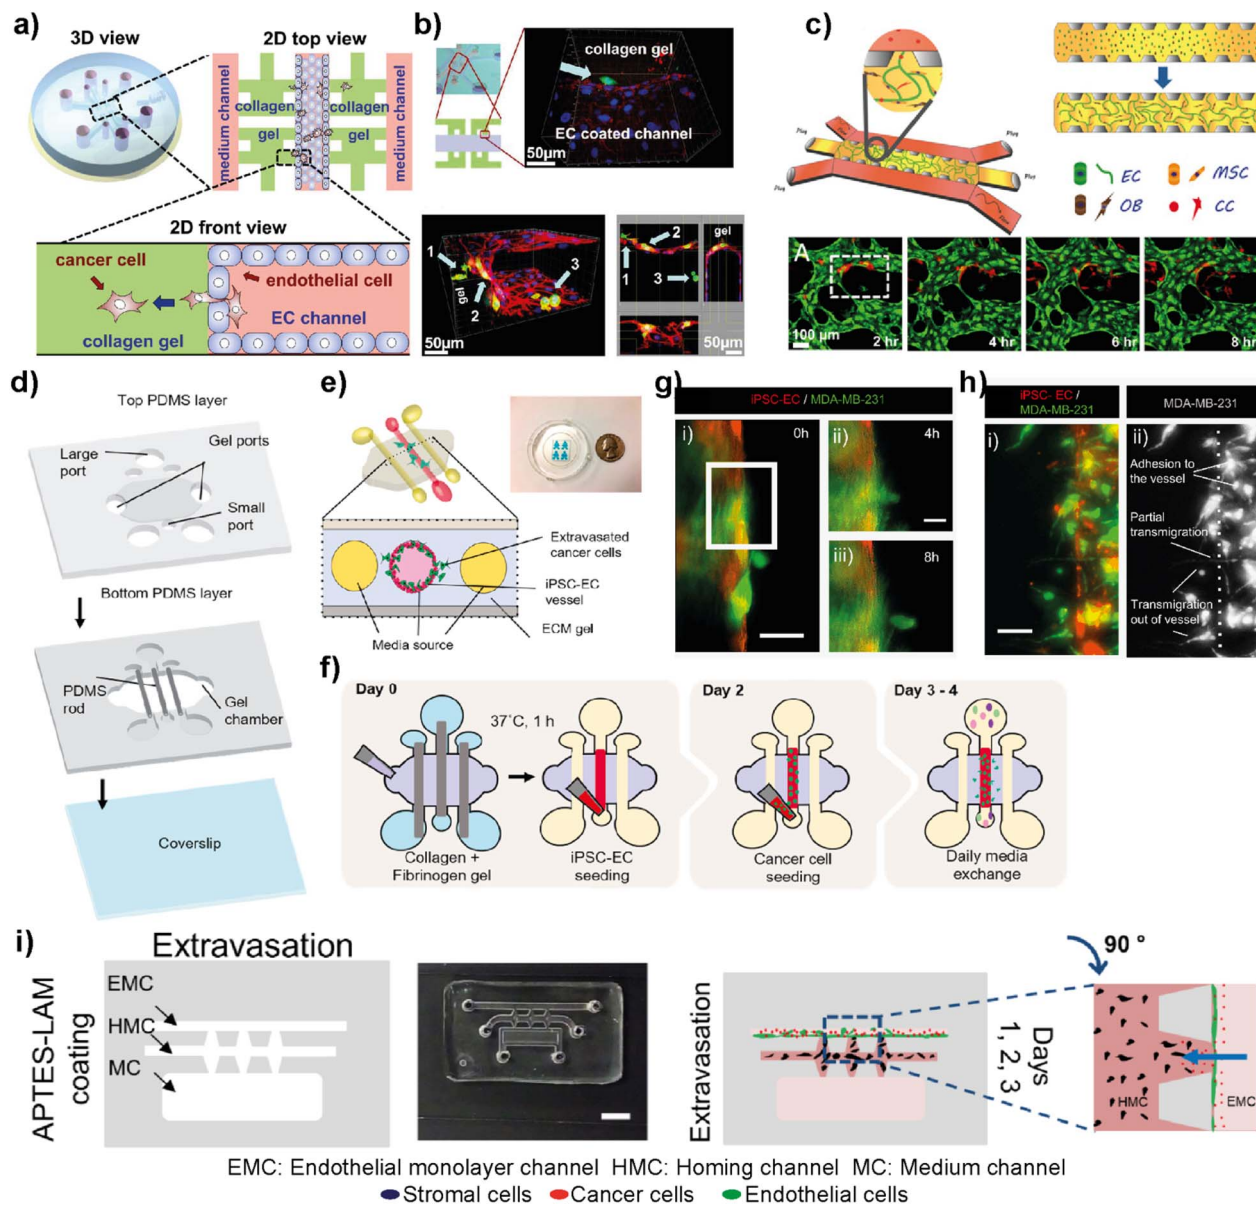 a)
3D view
2D top view
medium channel
collagen
gel
collagen
gel
medium channel
2D front view
cancer cell
endothelial cell
EC channel
collagen gel
b)
collagen gel
EC coated channel
50µm
1
gel
2
3
50µm
2
gel
1
3
50µm
c)
Plug
Plug
Plug
Plug
EC
MSC
OB
CC
A
100 µm
2 hr
4 hr
6 hr
8 hr
d)
Top PDMS layer
Gel ports
Large
port
Small
port
Bottom PDMS layer
PDMS
rod
Gel
chamber
Coverslip
e)
Extravasated
cancer cells
iPSC-EC
vessel
ECM gel
Media source
f)
Day 0
37°C, 1 h
Collagen +
Fibrinogen gel
iPSC-EC
seeding
Day 2
Cancer cell
seeding
Day 3 - 4
Daily media
exchange
g)
iPSC-EC / MDA-MB-231
i)
0h
ii)
4h
iii)
8h
h)
iPSC- EC /
MDA-MB-231
i)
MDA-MB-231
ii)
Adhesion to
the vessel
Partial
transmigration
Transmigration
out of vessel
i)
Extravasation
APTES-LAM
coating
EMC
HMC
MC
Extravasation
Days
1, 2, 3
90 °
HMC
EMC
EMC: Endothelial monolayer channel HMC: Homing channel MC: Medium channel
Stromal cells Cancer cells Endothelial cells